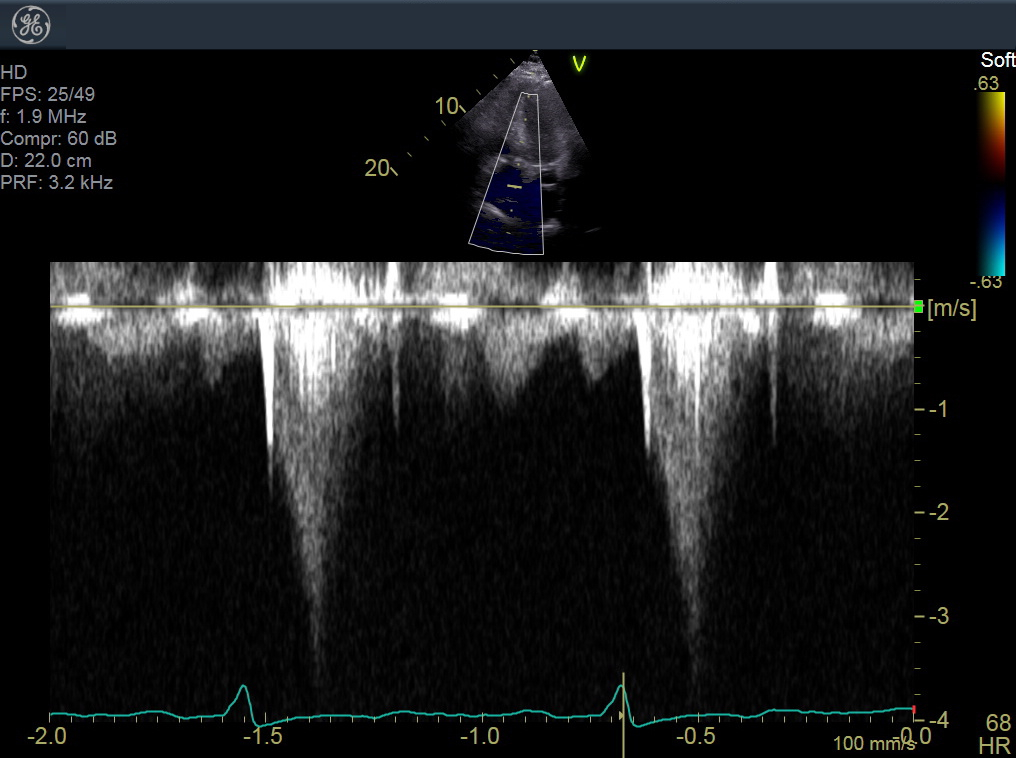 GE
HD
FPS: 25/49
f: 1.9 MHz
Compr: 60 dB
D: 22.0 cm
PRF: 3.2 kHz
10
20
V
Soft
.63
-.63
[m/s]
-1
-2
-3
-4
-2.0
-1.5
-1.0
-0.5
0.0
100 mm/s
68
HR